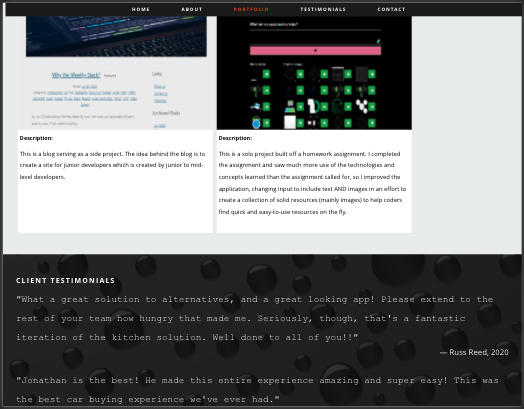 HOME ABOUT PORTFOLIO TESTIMONIALS CONTACT
Why the Weekly Stack?
Links
Archived Posts
Description:
This is a blog serving as a side project. The idea behind the blog is to
create a site for junior developers which is created by junior to mid-
level developers.
Description:
This is a solo project built off a homework assignment. I completed
the assignment and saw much more use of the technologies and
concepts learned than the assignment called for, so I improved the
application, changing input to include text AND images in an effort to
create a collection of solid resources (mainly images) to help coders
find quick and easy-to-use resources on the fly.
CLIENT TESTIMONIALS
"What a great solution to alternatives, and a great looking app! Please extend to the
rest of your team how hungry that made me. Seriously, though, that's a fantastic
iteration of the kitchen solution. Well done to all of you!!"
— Russ Reed, 2020
"Jonathan is the best! He made this entire experience amazing and super easy! This was
the best car buying experience we've ever had."